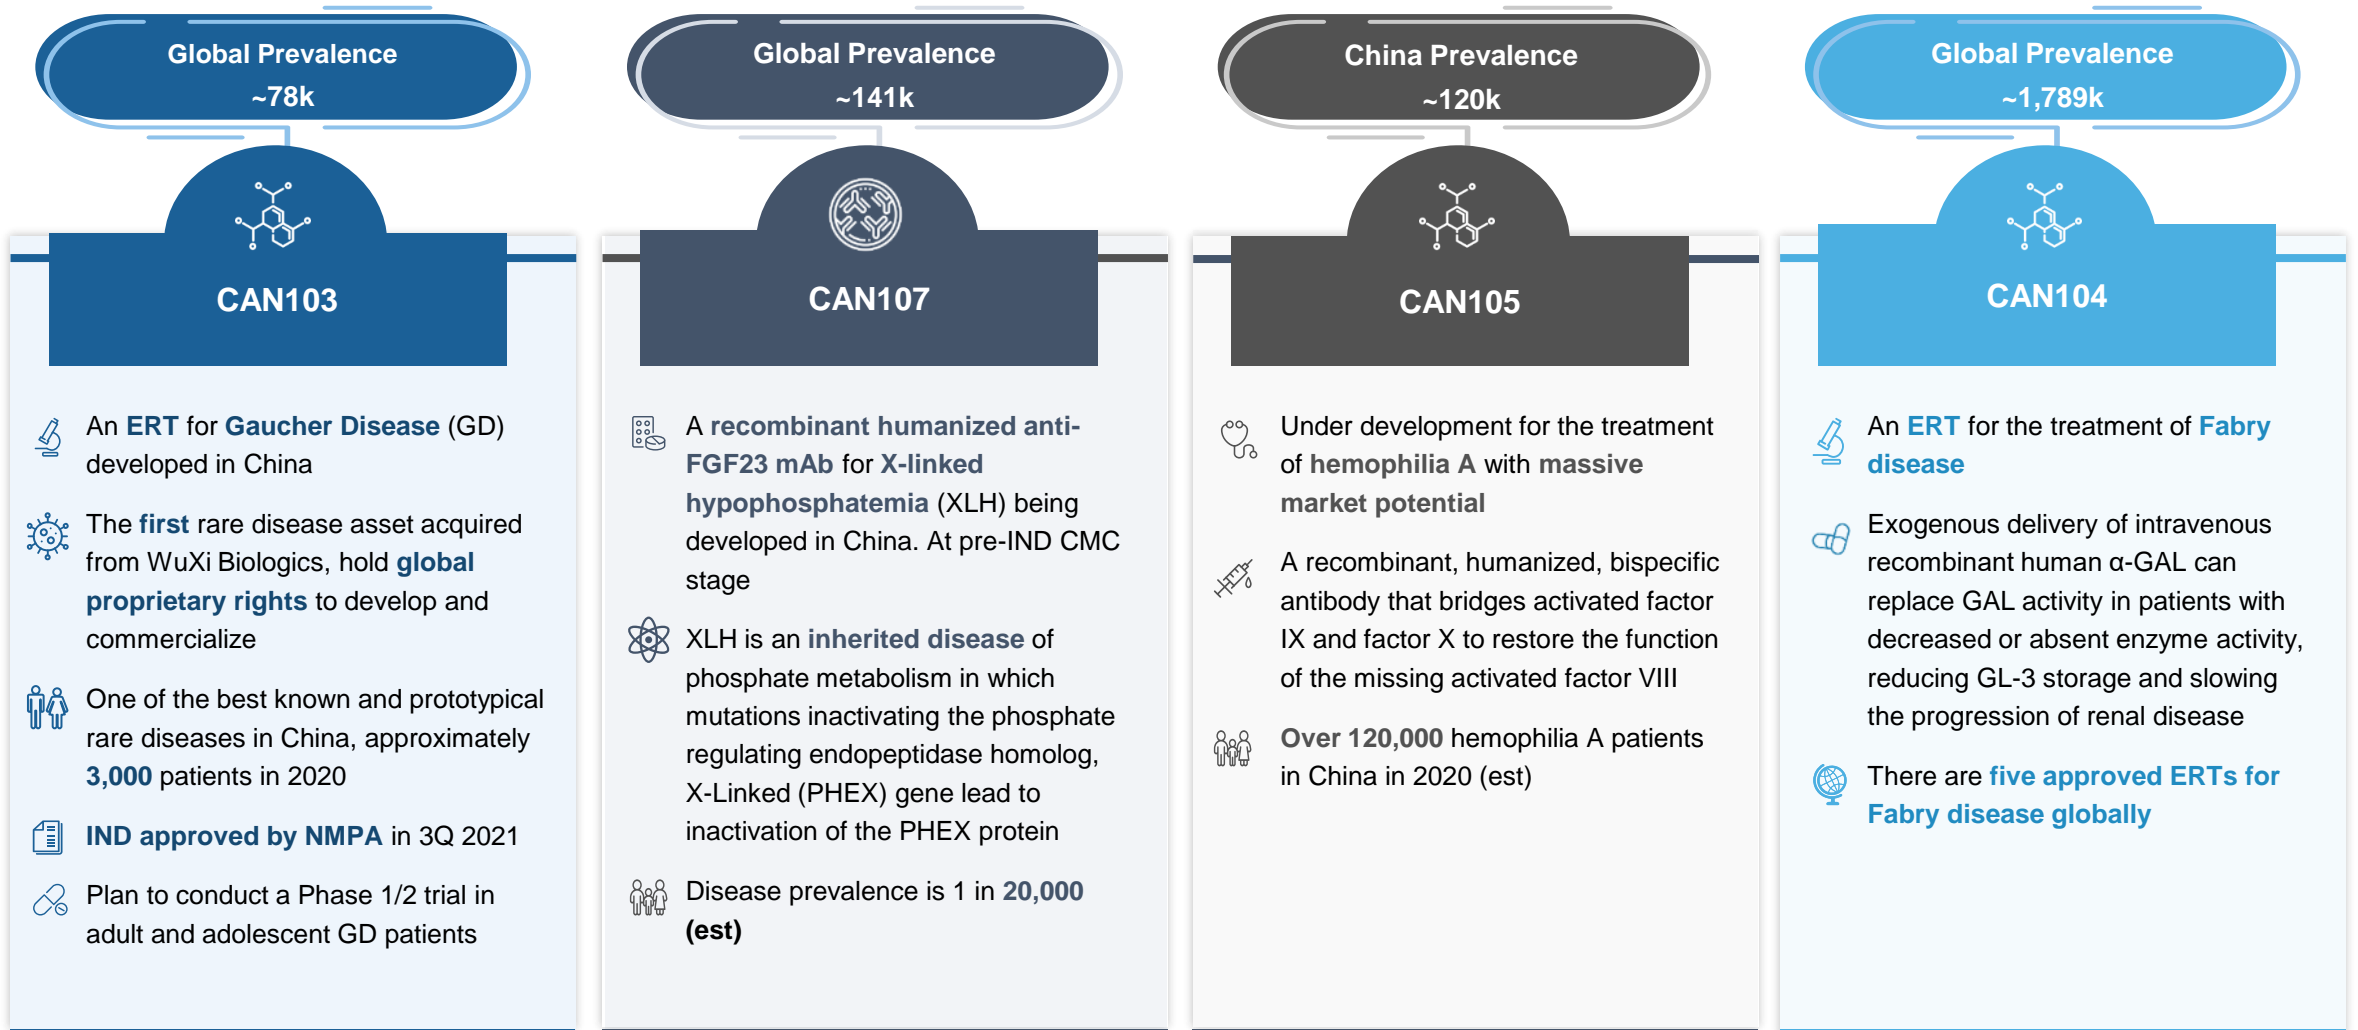 Global Prevalence
~78k
CAN103
An ERT for Gaucher Disease (GD)
developed in China
The first rare disease asset acquired
from WuXi Biologics, hold global
proprietary rights to develop and
commercialize
One of the best known and prototypical
rare diseases in China, approximately
3,000 patients in 2020
IND approved by NMPA in 3Q 2021
Plan to conduct a Phase 1/2 trial in
adult and adolescent GD patients
Global Prevalence
~141k
CAN107
A recombinant humanized anti-
FGF23 mAb for X-linked
hypophosphatemia (XLH) being
developed in China. At pre-IND CMC
stage
XLH is an inherited disease of
phosphate metabolism in which
mutations inactivating the phosphate
regulating endopeptidase homolog,
X-Linked (PHEX) gene lead to
inactivation of the PHEX protein
Disease prevalence is 1 in 20,000
(est)
China Prevalence
~120k
CAN105
Under development for the treatment
of hemophilia A with massive
market potential
A recombinant, humanized, bispecific
antibody that bridges activated factor
IX and factor X to restore the function
of the missing activated factor VIII
Over 120,000 hemophilia A patients
in China in 2020 (est)
Global Prevalence
~1,789k
CAN104
An ERT for the treatment of Fabry
disease
Exogenous delivery of intravenous
recombinant human α-GAL can
replace GAL activity in patients with
decreased or absent enzyme activity,
reducing GL-3 storage and slowing
the progression of renal disease
There are five approved ERTs for
Fabry disease globally